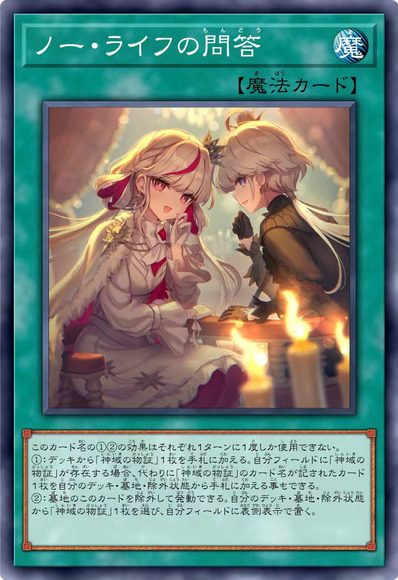 ノー・ライフの問答
魔
【魔法カード】
このカード名の①②の効果はそれぞれ1ターンに1度しか使用できない。
①:デッキから「神域の物証」1枚を手札に加える。自分フィールドに「神域の
物証」が存在する場合、代わりに「神域の物証」のカード名が記されたカード
1枚を自分のデッキ・墓地・除外状態から手札に加える事もできる。
②:墓地のこのカードを除外して発動できる。自分のデッキ・墓地・除外状態
から「神域の物証」1枚を選び、自分フィールドに表側表示で置く。